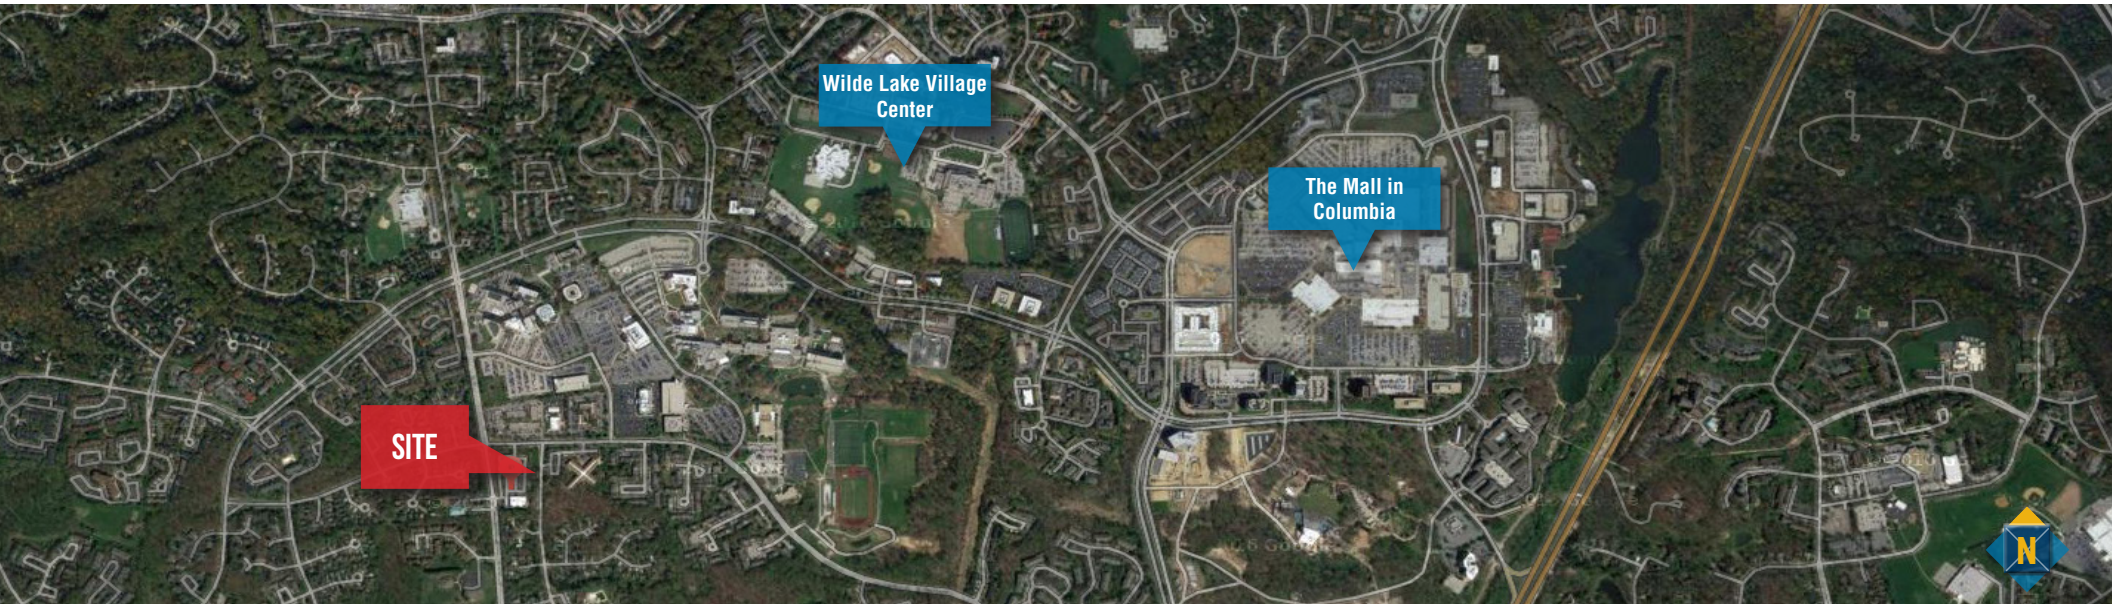 Wilde Lake Village
Center
The Mall in
Columbia
SITE
N